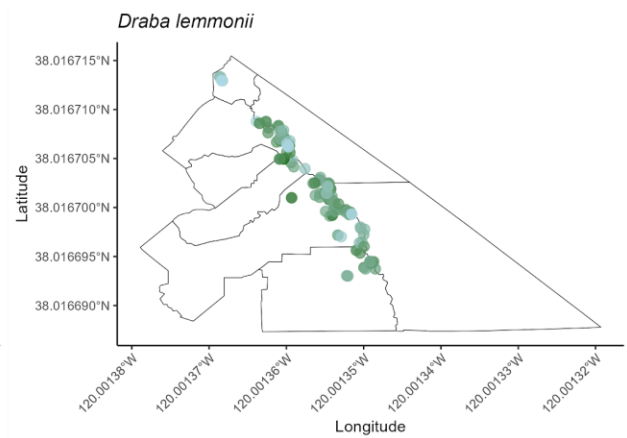 Draba lemmonii
38.016715°N
38.016710°N
38.016705°N
38.016700°N
38.016695°N
38.016690°N
Latitude
120.00138°W
120.00137°W
120.00136°W
120.00135°W
120.00134°W
120.00133°W
120.00132°W
Longitude